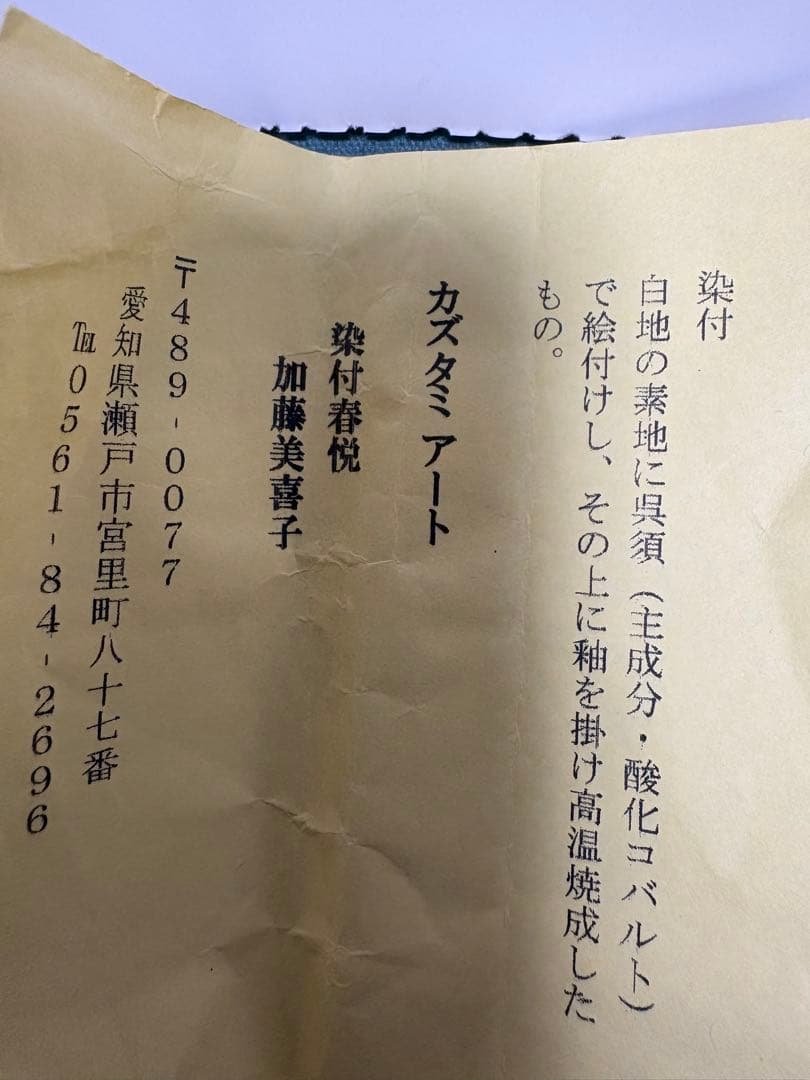 染付
白地の素地に呉須（主成分・酸化コバルト）
で絵付けし、その上に釉を掛け高温焼成した
もの。
カズタミアート
染付春悦
加藤美喜子
〒489-0077
愛知県瀬戸市宮里町八十七番
℡0561-84-2696